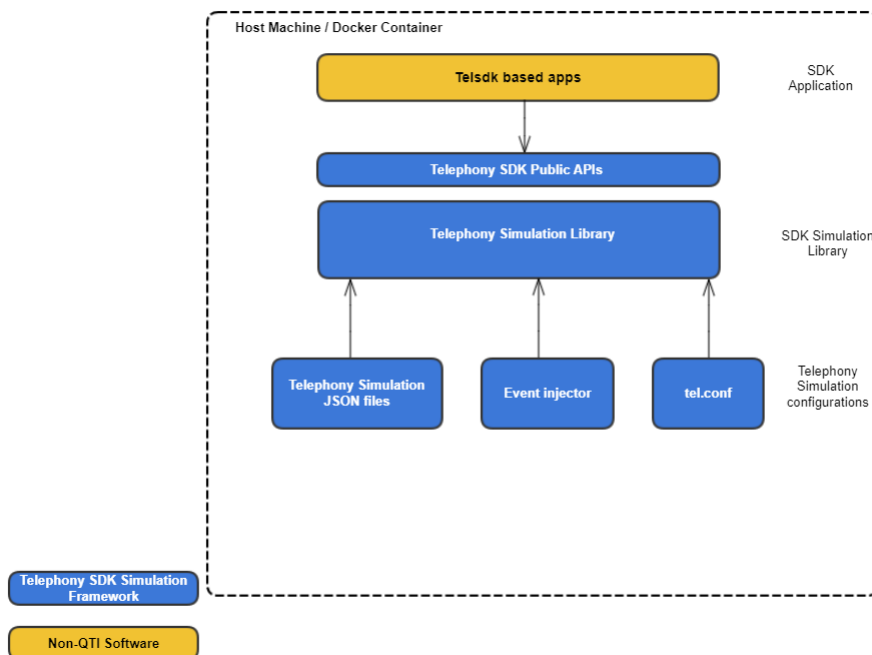 Host Machine / Docker Container
Telsdk based apps
SDK
Application
Telephony SDK Public APIs
Telephony Simulation Library
SDK Simulation
Library
Telephony Simulation
JSON files
Event injector
tel.conf
Telephony
Simulation
configurations
Telephony SDK Simulation
Framework
Non-QTI Software